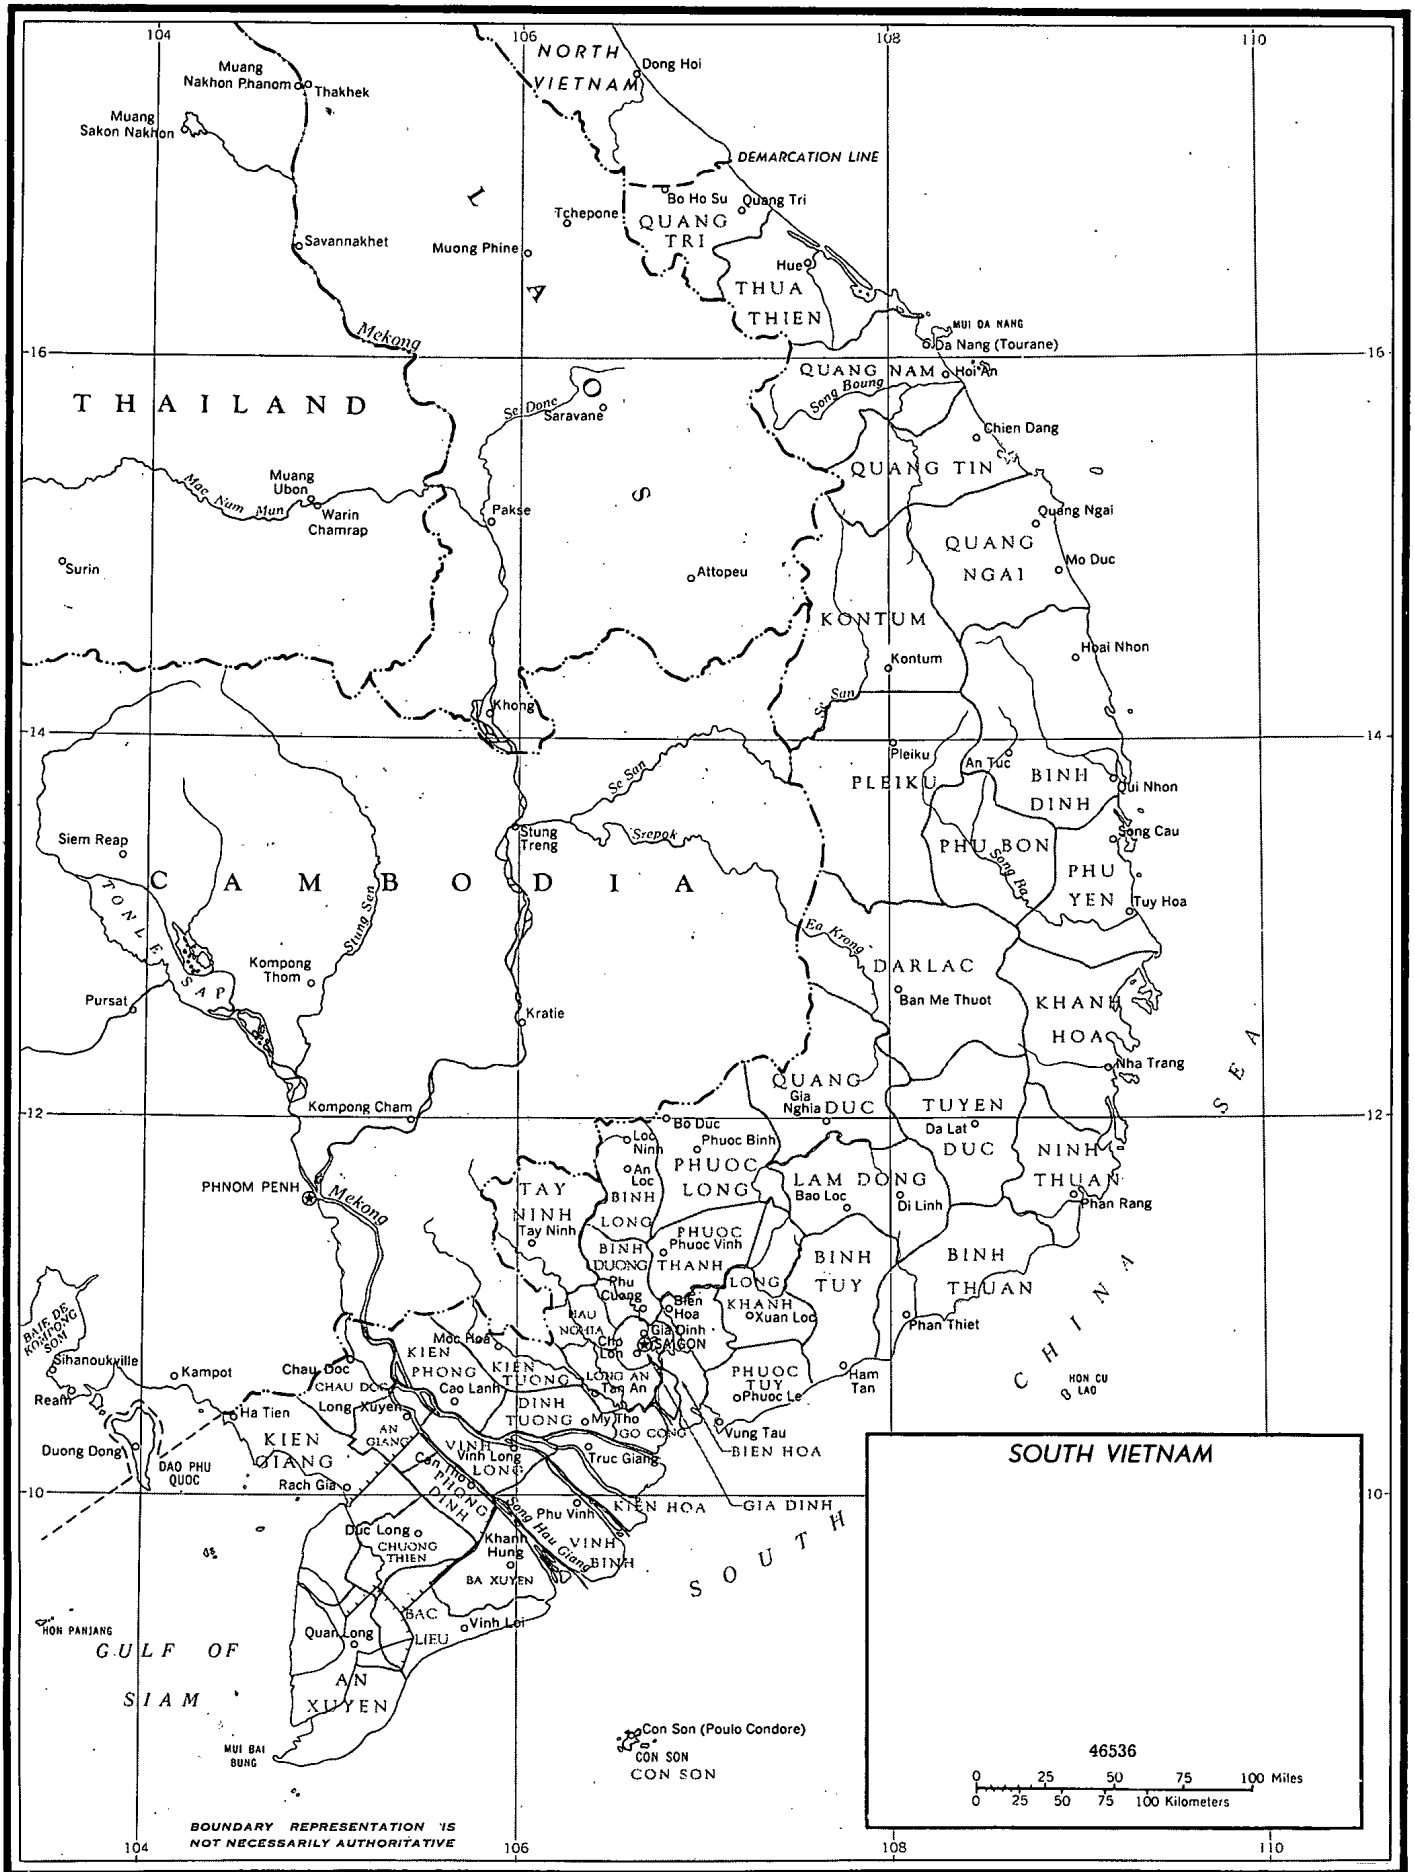 104
106
108
110
NORTH
VIETNAM
Dong Hoi
Muang
Nakhon Phanom
Thakhek
Muang
Sakon Nakhon
DEMARCATION LINE
Bo Ho Su
Quang Tri
QUANG
TRI
Tchepone
Savannakhet
Muong Phine
LAOS
Hue
THUA
THIEN
Mekong
MUI DA NANG
Da Nang (Tourane)
16
16
QUANG NAM
Hoi An
Song Boung
THAILAND
Se Done
Saravane
Chien Dang
QUANG TIN
Mae Nam Mun
Muang
Ubon
Warin
Chamrap
Pakse
Quang Ngai
QUANG
NGAI
Mo Duc
Surin
Attopeu
KONTUM
Kontum
Hoai Nhon
Se San
Khong
14
14
Pleiku
PLEIKU
An Tuc
BINH
DINH
Qui Nhon
Se San
Stung
Treng
Srepok
Song Cau
Siem Reap
PHU BON
Song Ba
PHU
YEN
Tuy Hoa
CAMBODIA
TONLE SAP
Stung Sen
Kompong
Thom
Ea Krong
DARLAC
Ban Me Thuot
Pursat
Kratie
KHANH
HOA
Nha Trang
QUANG
DUC
Gia
Nghia
12
12
Kompong Cham
Bo Duc
Loc
Ninh
Phuoc Binh
TUYEN
DUC
Da Lat
An
Loc
PHUOC
LONG
NINH
THUAN
Phan Rang
PHNOM PENH
Mekong
TAY
NINH
Tay Ninh
BINH
LONG
LAM DONG
Bao Loc
Di Linh
PHUOC
THANH
Phuoc Vinh
BINH
DUONG
BINH
TUY
BINH
THUAN
Phu
Cuong
LONG
KHANH
Xuan Loc
Bien
Hoa
HAU
NGHIA
Gia Dinh
SAIGON
Cho
Lon
Phan Thiet
BAIE DE
KOMPONG
SOM
Sihanoukville
Ream
Kampot
Moc Hoa
KIEN
PHONG
KIEN
TUONG
Chau Doc
CHAU DOC
Cao Lanh
LONG AN
Tan An
PHUOC
TUY
Phuoc Le
Ham
Tan
HON CU
LAO
Long Xuyen
Ha Tien
DINH
TUONG
My Tho
GO CONG
Vung Tau
BIEN HOA
KIEN
GIANG
AN
GIANG
Duong Dong
DAO PHU
QUOC
Rach Gia
VINH
LONG
Vinh Long
Truc Giang
Can Tho
PHONG
DINH
10
10
KIEN HOA
GIA DINH
Song Hau Giang
Phu Vinh
VINH
BINH
Duc Long
CHUONG
THIEN
Khanh
Hung
BA XUYEN
SOUTH CHINA SEA
HON PANJANG
GULF OF
SIAM
BAC
LIEU
Vinh Loi
Quan Long
AN
XUYEN
MUI BAI
BUNG
Con Son (Poulo Condore)
CON SON
CON SON
SOUTH VIETNAM
46536
0 25 50 75 100 Miles
0 25 50 75 100 Kilometers
BOUNDARY REPRESENTATION IS
NOT NECESSARILY AUTHORITATIVE
104
106
108
110